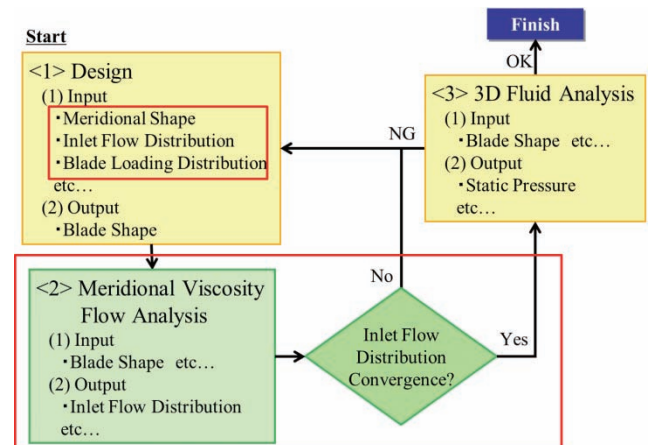 Start
<1> Design
(1) Input
・Meridional Shape
・Inlet Flow Distribution
・Blade Loading Distribution
etc…
(2) Output
・Blade Shape
<2> Meridional Viscosity
Flow Analysis
(1) Input
・Blade Shape etc…
(2) Output
・Inlet Flow Distribution
etc…
Inlet Flow
Distribution
Convergence?
No
Yes
NG
<3> 3D Fluid Analysis
(1) Input
・Blade Shape etc…
(2) Output
・Static Pressure
etc…
OK
Finish